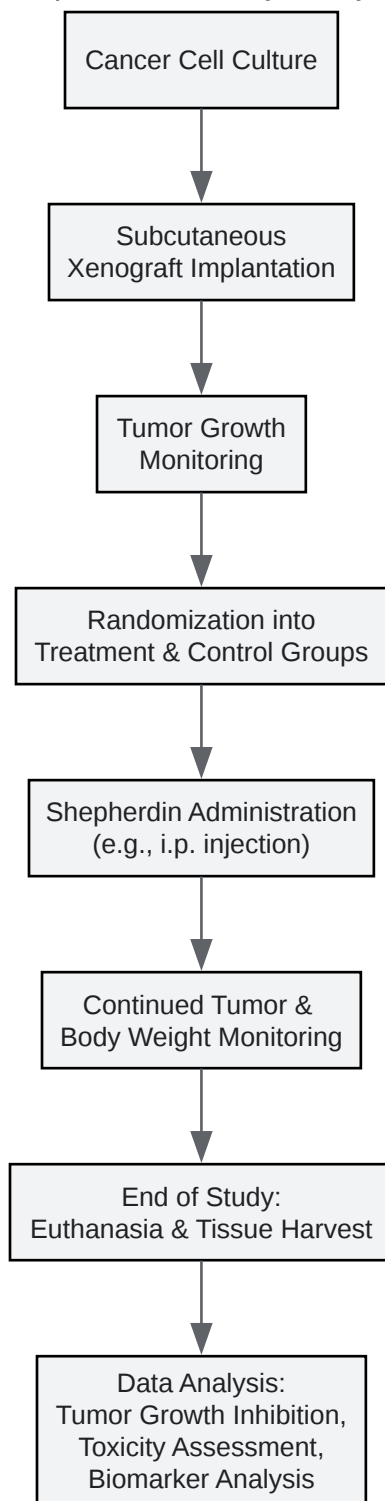 Cancer Cell Culture
Subcutaneous
Xenograft Implantation
Tumor Growth
Monitoring
Randomization into
Treatment & Control Groups
Shepherdin Administration
(e.g., i.p. injection)
Continued Tumor &
Body Weight Monitoring
End of Study:
Euthanasia & Tissue Harvest
Data Analysis:
Tumor Growth Inhibition,
Toxicity Assessment,
Biomarker Analysis